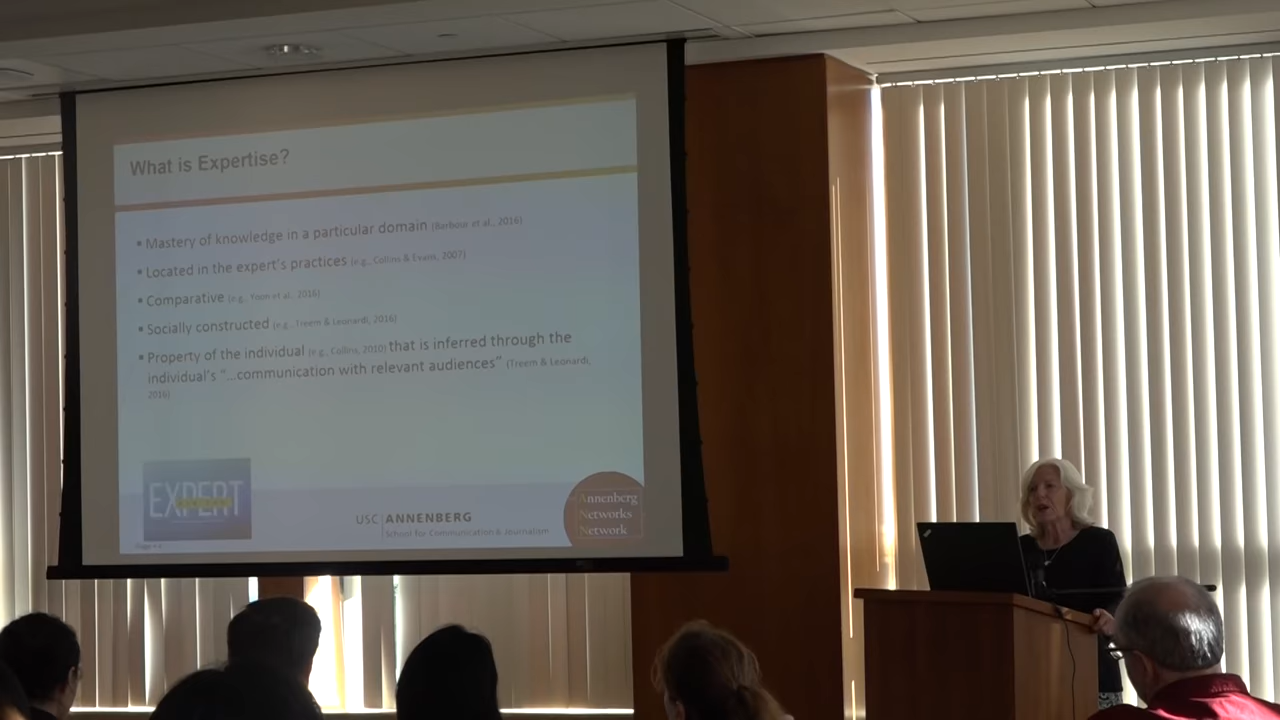 What is Expertise?
▪ Mastery of knowledge in a particular domain (Barbour et al., 2016)
▪ Located in the expert's practices (e.g., Collins & Evans, 2007)
▪ Comparative (e.g., Yoon et al., 2016)
▪ Socially constructed (e.g., Treem & Leonardi, 2016)
▪ Property of the individual (e.g., Collins, 2010) that is inferred through the
individual's "...communication with relevant audiences" (Treem & Leonardi,
2016)
EXPERT
USC ANNENBERG
School for Communication & Journalism
Annenberg
Networks
Network